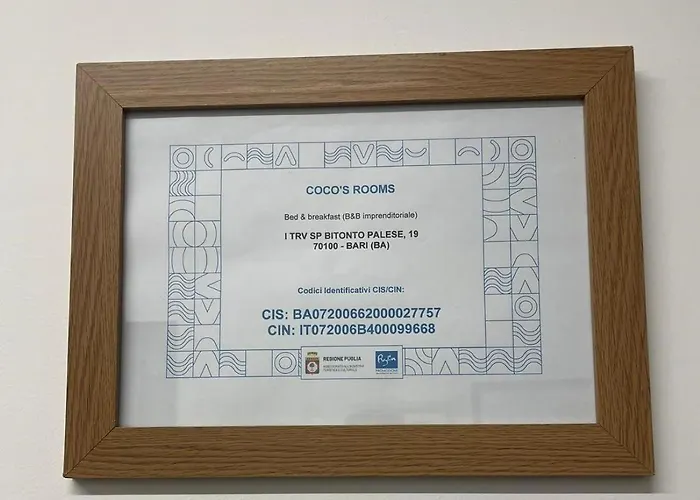 COCO'S ROOMS
Bed & breakfast (B&B imprenditoriale)
I TRV SP BITONTO PALESE, 19
70100 - BARI (BA)
Codici Identificativi CIS/CIN:
CIS: BA07200662000027757
CIN: IT072006B400099668
REGIONE PUGLIA